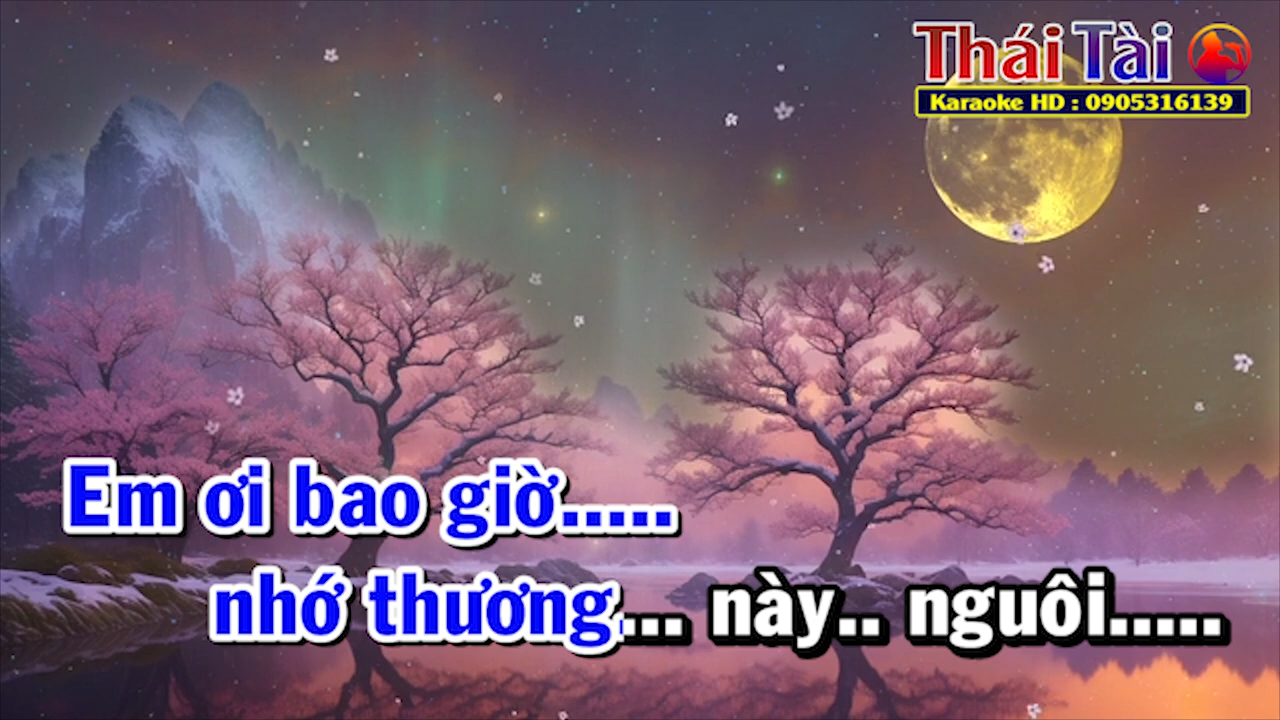 Thái Tài
Karaoke HD : 0905316139
Em ơi bao giờ.....
nhớ thương... này.. nguôi.....